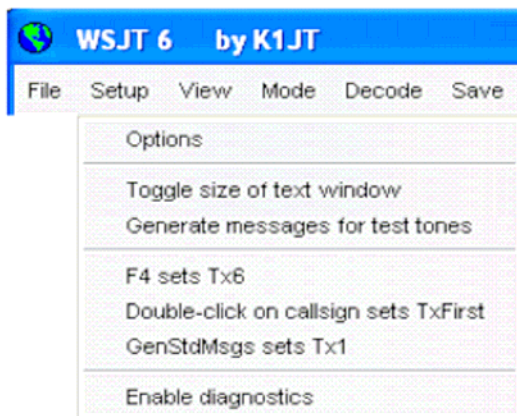 WSJT 6 by K1JT
File Setup View Mode Decode Save
Options
Toggle size of text window
Generate messages for test tones
F4 sets Tx6
Double-click on callsign sets TxFirst
GenStdMsgs sets Tx1
Enable diagnostics